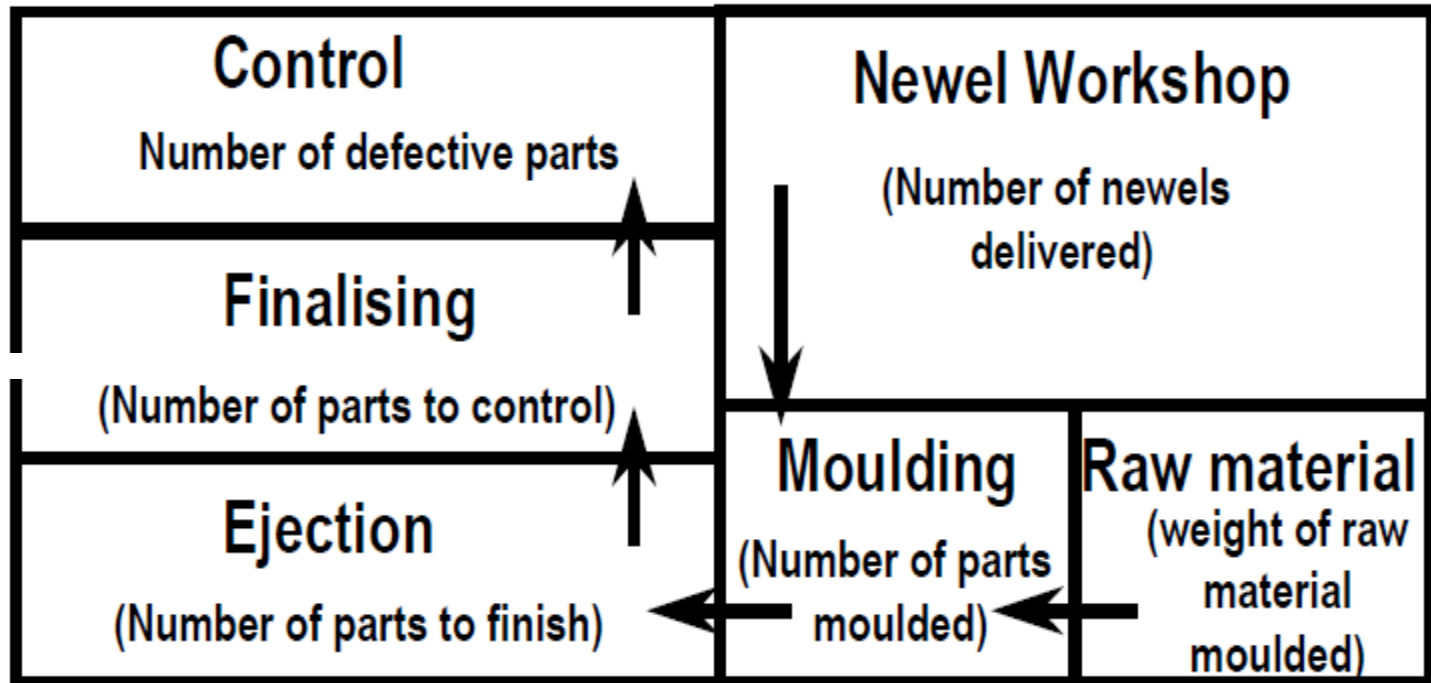 Control
Number of defective parts
Newel Workshop
(Number of newels
delivered)
Finalising
(Number of parts to control)
Ejection
(Number of parts to finish)
Moulding
(Number of parts
moulded)
Raw material
(weight of raw
material
moulded)